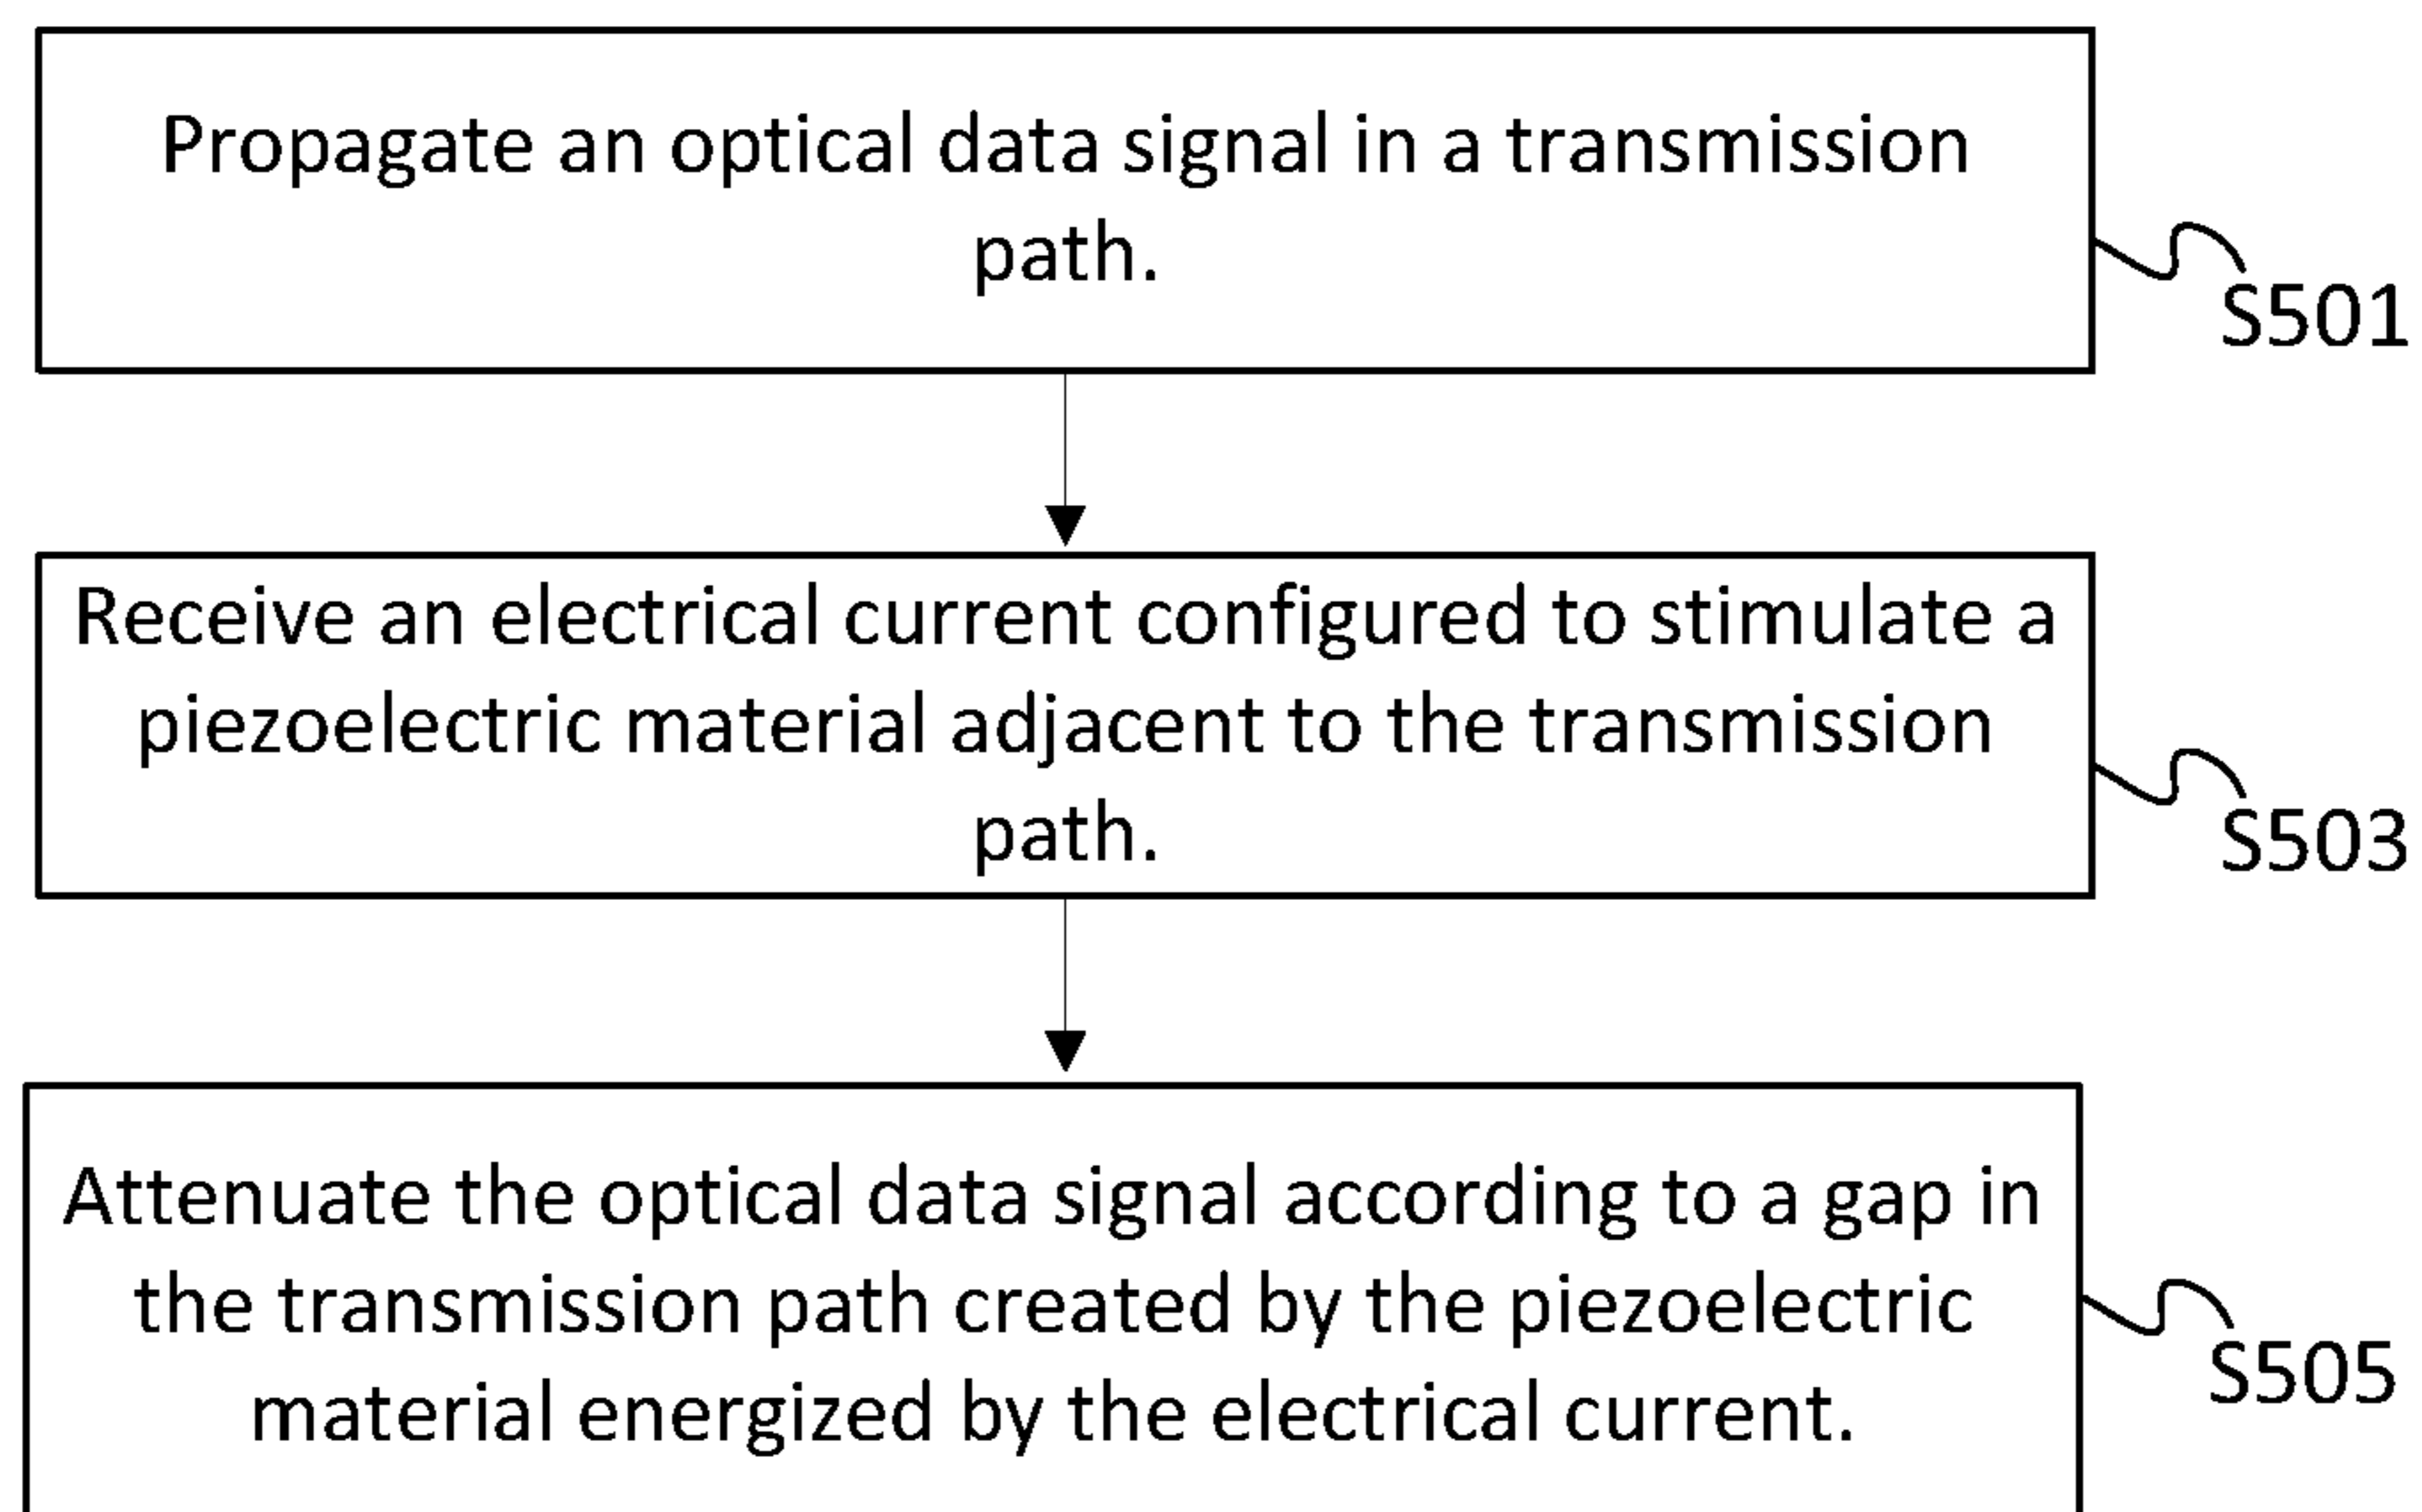 Propagate an optical data signal in a transmission
path.
S501
Receive an electrical current configured to stimulate a
piezoelectric material adjacent to the transmission
path.
S503
Attenuate the optical data signal according to a gap in
the transmission path created by the piezoelectric
material energized by the electrical current.
S505